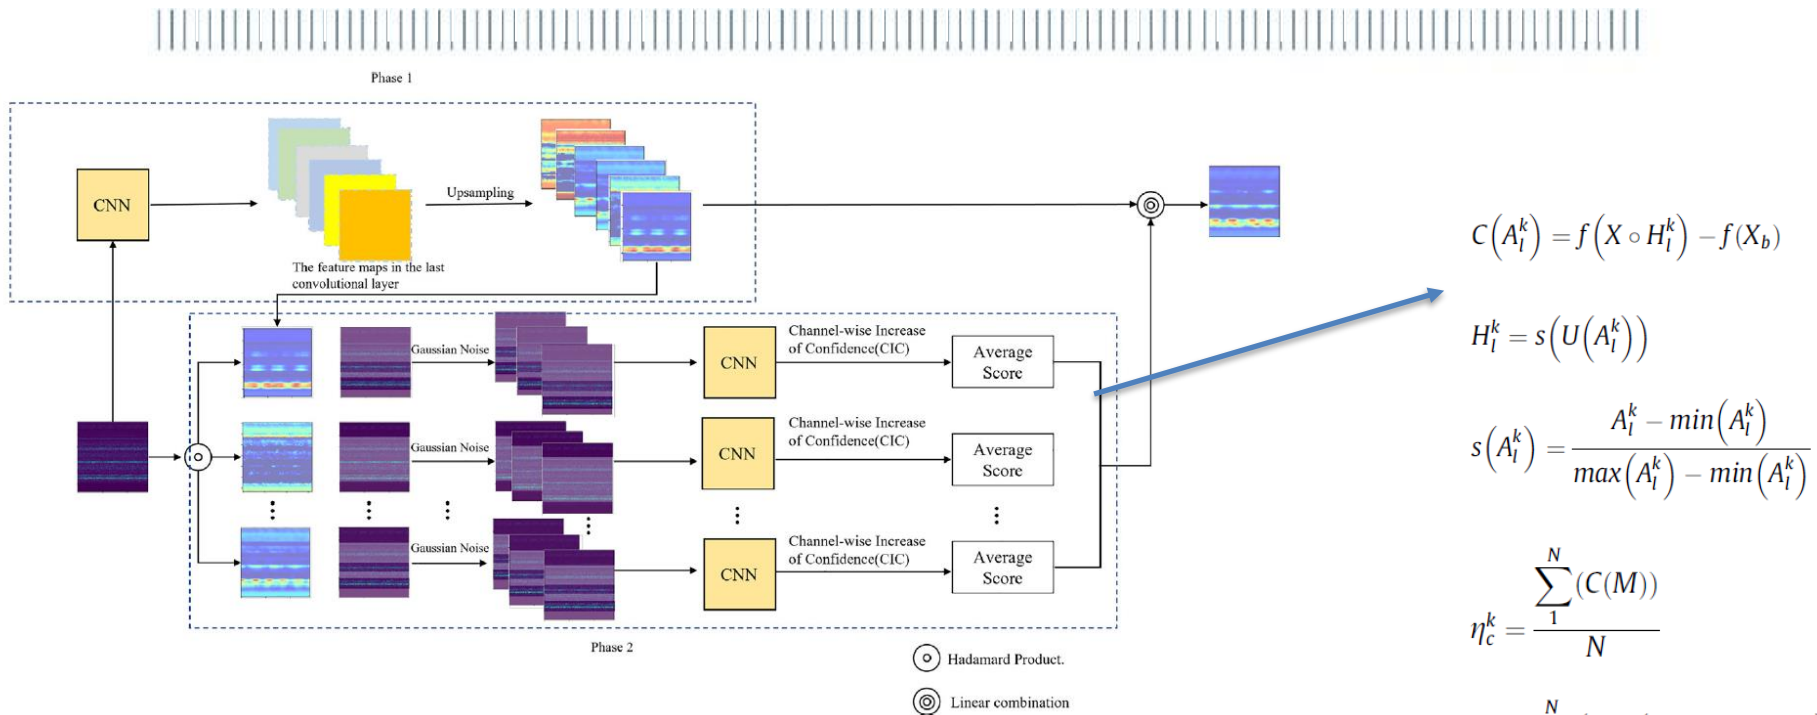 Phase 1
CNN
Upsampling
The feature maps in the last
convolutional layer
Gaussian Noise
CNN
Channel-wise Increase
of Confidence(CIC)
Average
Score
Gaussian Noise
CNN
Channel-wise Increase
of Confidence(CIC)
Average
Score
Gaussian Noise
CNN
Channel-wise Increase
of Confidence(CIC)
Average
Score
Phase 2
Hadamard Product.
Linear combination
C(A_l^k) = f(X ∘ H_l^k) − f(X_b)
H_l^k = s(U(A_l^k))
s(A_l^k) = \frac{A_l^k − min(A_l^k)}{max(A_l^k) − min(A_l^k)}
η_c^k = \frac{\sum_1^N (C(M))}{N}
N